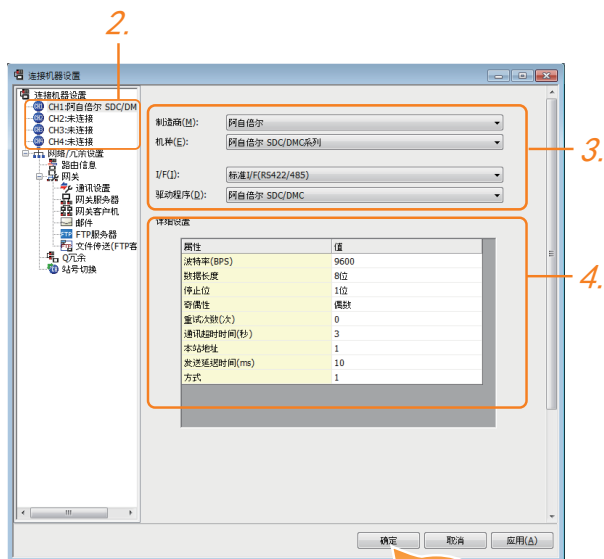 2.
连接机器设置
连接机器设置
CH1:阿自倍尔 SDC/DM
CH2:未连接
CH3:未连接
CH4:未连接
网络/冗余设置
路由信息
网关
通讯设置
网关服务器
网关客户机
邮件
FTP服务器
文件传送(FTP客
Q冗余
站号切换
制造商(M): 阿自倍尔
机种(E): 阿自倍尔 SDC/DMC系列
I/F(I): 标准I/F(RS422/485)
驱动程序(D): 阿自倍尔 SDC/DMC
3.
详细设置
属性 值
波特率(BPS) 9600
数据长度 8位
停止位 1位
奇偶性 偶数
重试次数(次) 0
通讯超时时间(秒) 3
本站地址 1
发送延迟时间(ms) 10
方式 1
4.
确定 取消 应用(A)